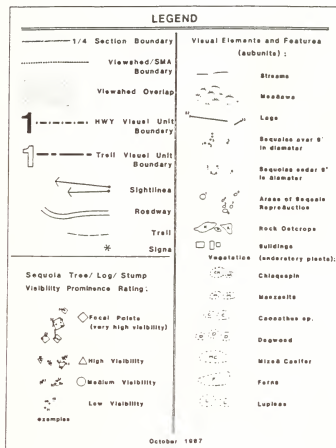 LEGEND
1/4 Section Boundary
Viewshed/SMA
Boundary
Viewshed Overlap
1 HWY Visual Unit
Boundary
1 Trail Visual Unit
Boundary
Sightlines
Roadway
Trail
* Signs
Sequoia Tree/ Log/ Stump
Visibility Prominence Rating:
Focal Points
(very high visibility)
High Visibility
Medium Visibility
Low Visibility
examples
Visual Elements and Features
(subunits) :
Streams
Meadows
Logs
Sequoias over 8'
in diameter
Sequoias under 8'
in diameter
Areas of Sequoia
Reproduction
Rock Outcrops
Buildings
Vegetation (understory plants):
Chinquapin
Manzanita
Ceanothus sp.
Dogwood
Mixed Conifer
Ferns
Lupines
October 1987